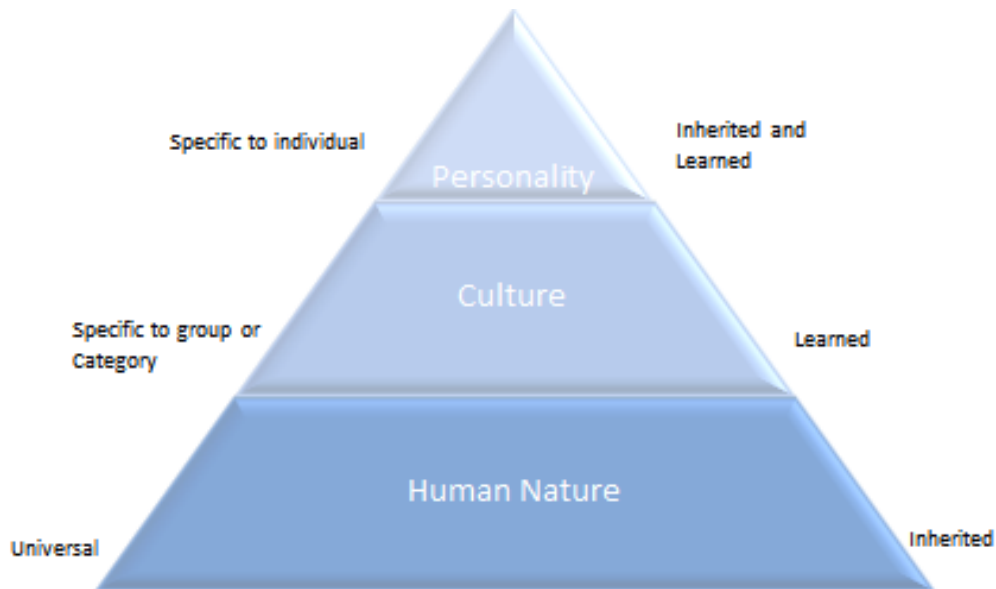 Specific to individual
Inherited and
Learned
Personality
Culture
Specific to group or
Category
Learned
Human Nature
Universal
Inherited